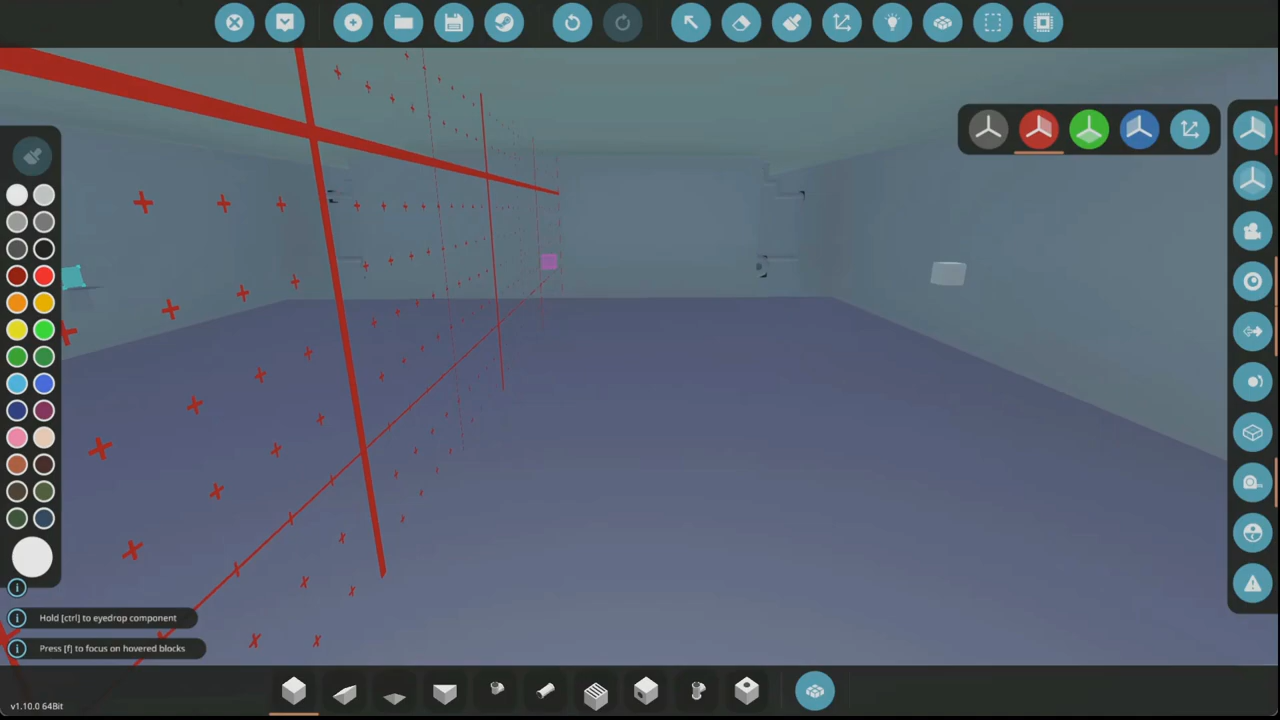 Hold [ctrl] to eyedrop component
Press [f] to focus on hovered blocks
v1.10.0 64Bit